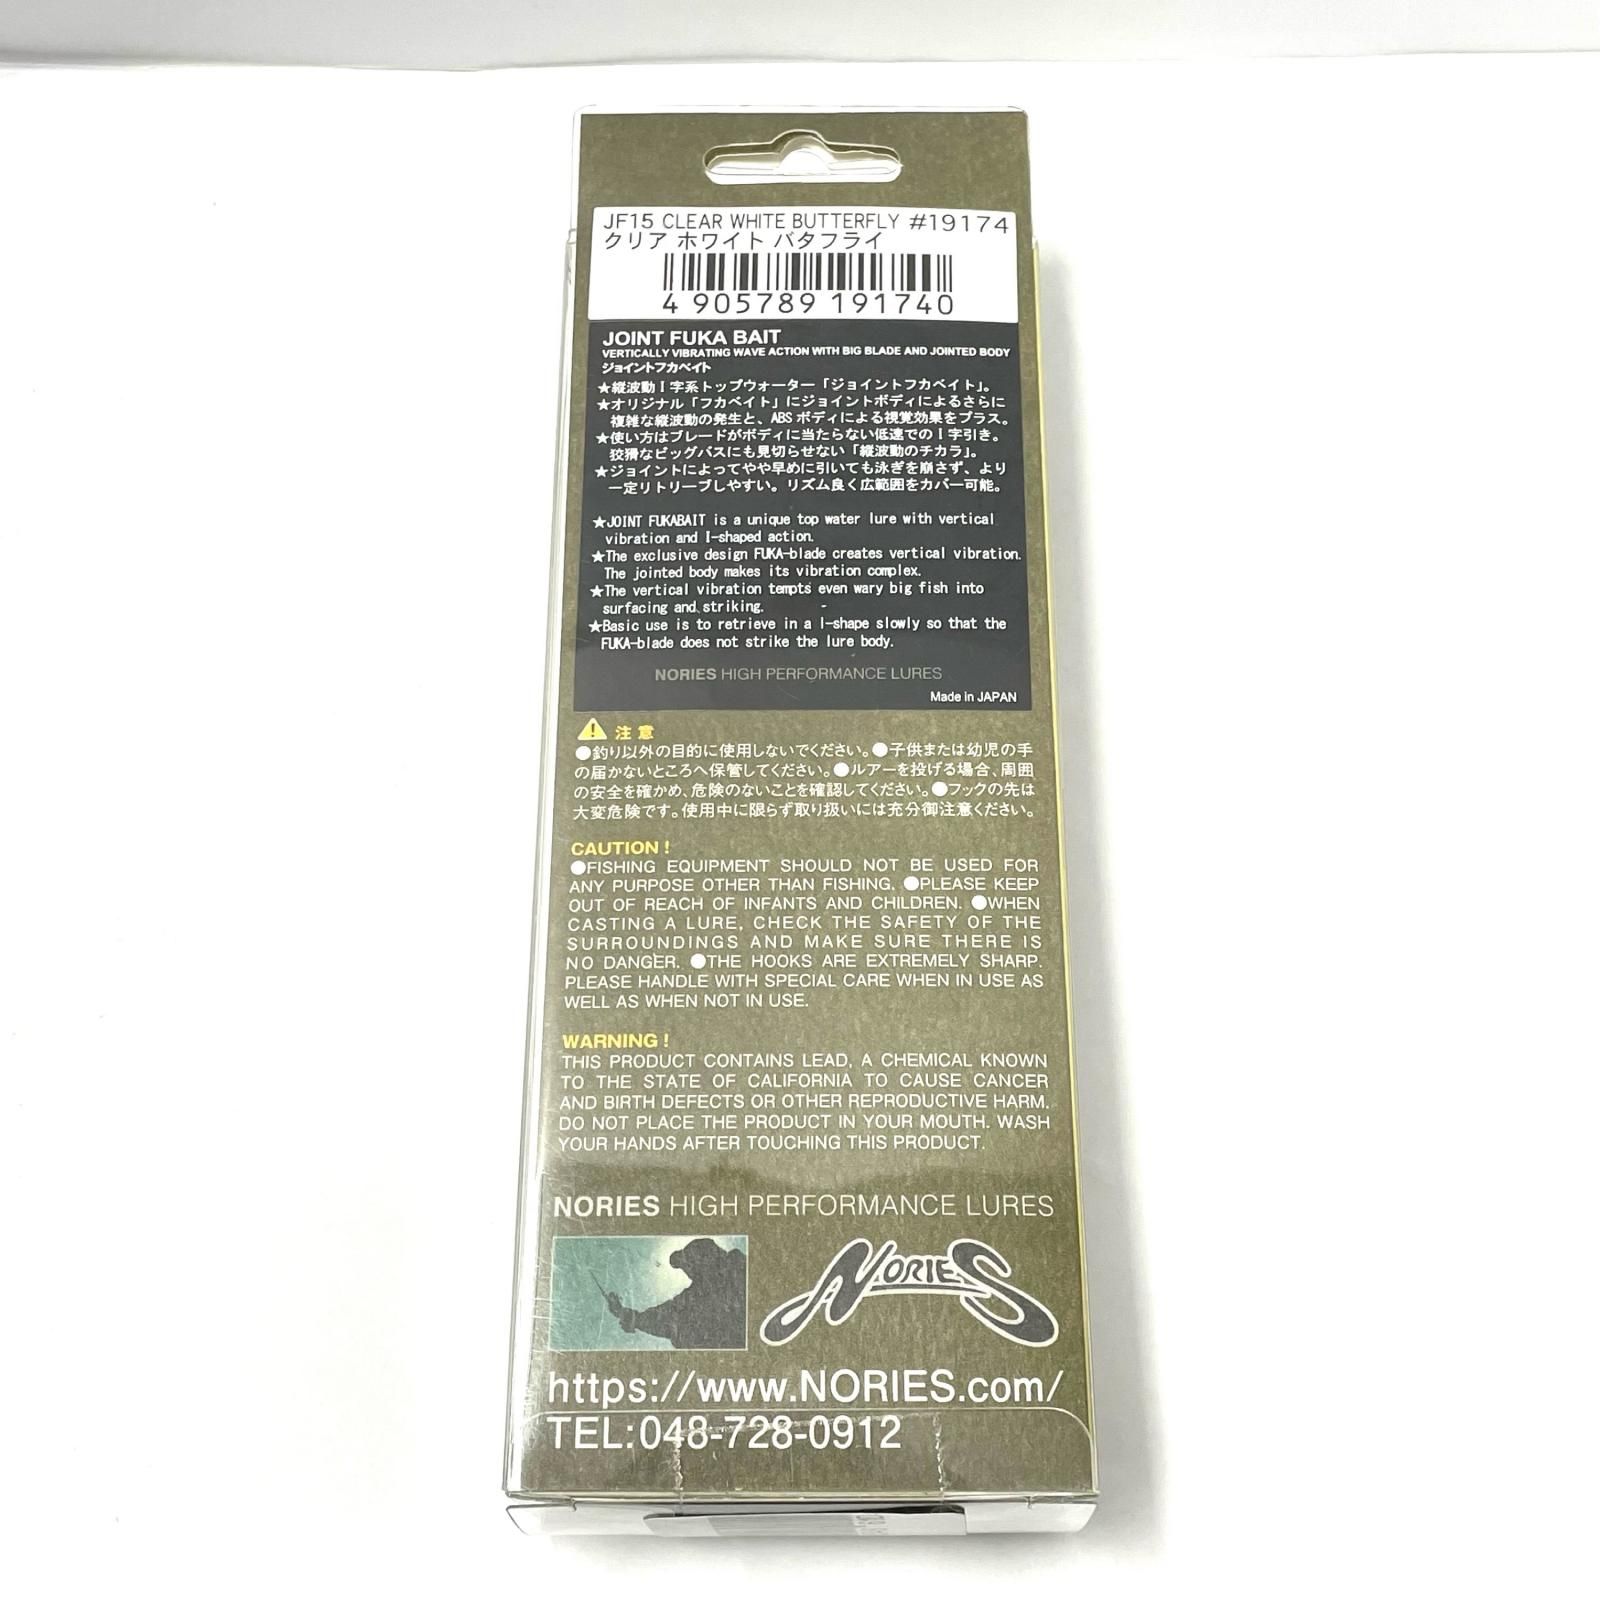 JF15 CLEAR WHITE BUTTERFLY #19174
クリア ホワイト バタフライ
4 905789 191740
JOINT FUKA BAIT
VERTICALLY VIBRATING WAVE ACTION WITH BIG BLADE AND JOINTED BODY
ジョイントフカベイト
★縦波動I字系トップウォーター「ジョイントフカベイト」。
★オリジナル「フカベイト」にジョイントボディによるさらに
複雑な縦波動の発生と、ABSボディによる視覚効果をプラス。
★使い方はブレードがボディに当たらない低速でのI字引き。
狡猾なビッグバスにも見切らせない「縦波動のチカラ」。
★ジョイントによってやや早めに引いても泳ぎを崩さず、より
一定リトリーブしやすい。リズム良く広範囲をカバー可能。
★JOINT FUKABAIT is a unique top water lure with vertical
vibration and I-shaped action.
★The exclusive design FUKA-blade creates vertical vibration.
The jointed body makes its vibration complex.
★The vertical vibration tempts even wary big fish into
surfacing and striking.
★Basic use is to retrieve in a I-shape slowly so that the
FUKA-blade does not strike the lure body.
NORIES HIGH PERFORMANCE LURES
Made in JAPAN
注意
●釣り以外の目的に使用しないでください。●子供または幼児の手
の届かないところへ保管してください。●ルアーを投げる場合、周囲
の安全を確かめ、危険のないことを確認してください。●フックの先は
大変危険です。使用中に限らず取り扱いには充分御注意ください。
CAUTION !
●FISHING EQUIPMENT SHOULD NOT BE USED FOR
ANY PURPOSE OTHER THAN FISHING. ●PLEASE KEEP
OUT OF REACH OF INFANTS AND CHILDREN. ●WHEN
CASTING A LURE, CHECK THE SAFETY OF THE
SURROUNDINGS AND MAKE SURE THERE IS
NO DANGER. ●THE HOOKS ARE EXTREMELY SHARP.
PLEASE HANDLE WITH SPECIAL CARE WHEN IN USE AS
WELL AS WHEN NOT IN USE.
WARNING !
THIS PRODUCT CONTAINS LEAD, A CHEMICAL KNOWN
TO THE STATE OF CALIFORNIA TO CAUSE CANCER
AND BIRTH DEFECTS OR OTHER REPRODUCTIVE HARM.
DO NOT PLACE THE PRODUCT IN YOUR MOUTH. WASH
YOUR HANDS AFTER TOUCHING THIS PRODUCT.
NORIES HIGH PERFORMANCE LURES
NORIES
https://www.NORIES.com/
TEL:048-728-0912